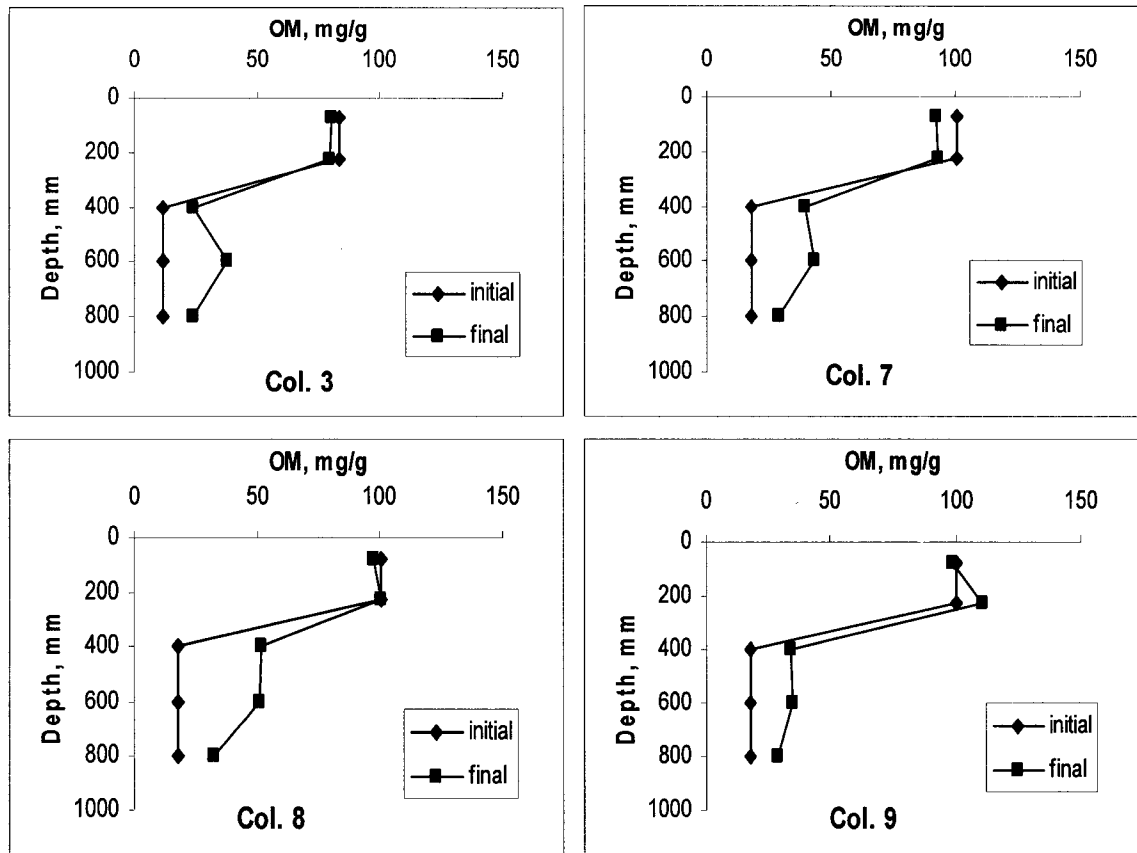 OM, mg/g
0 50 100 150
0
200
400
600
800
1000
Depth, mm
initial
final
Col. 3
OM, mg/g
0 50 100 150
0
200
400
600
800
1000
Depth, mm
initial
final
Col. 7
OM, mg/g
0 50 100 150
0
200
400
600
800
1000
Depth, mm
initial
final
Col. 8
OM, mg/g
0 50 100 150
0
200
400
600
800
1000
Depth, mm
initial
final
Col. 9